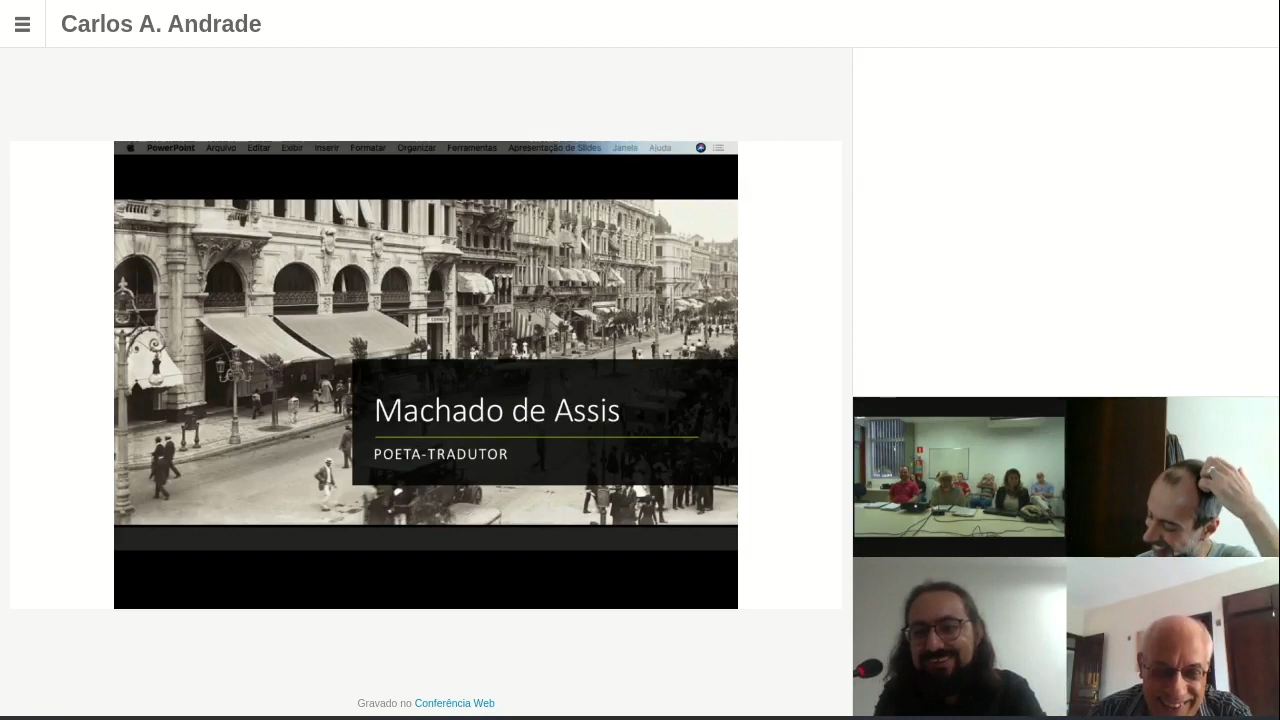 Carlos A. Andrade
PowerPoint Arquivo Editar Exibir Inserir Formatar Organizar Ferramentas Apresentação de Slides Janela Ajuda
Machado de Assis
POETA-TRADUTOR
Gravado no Conferência Web